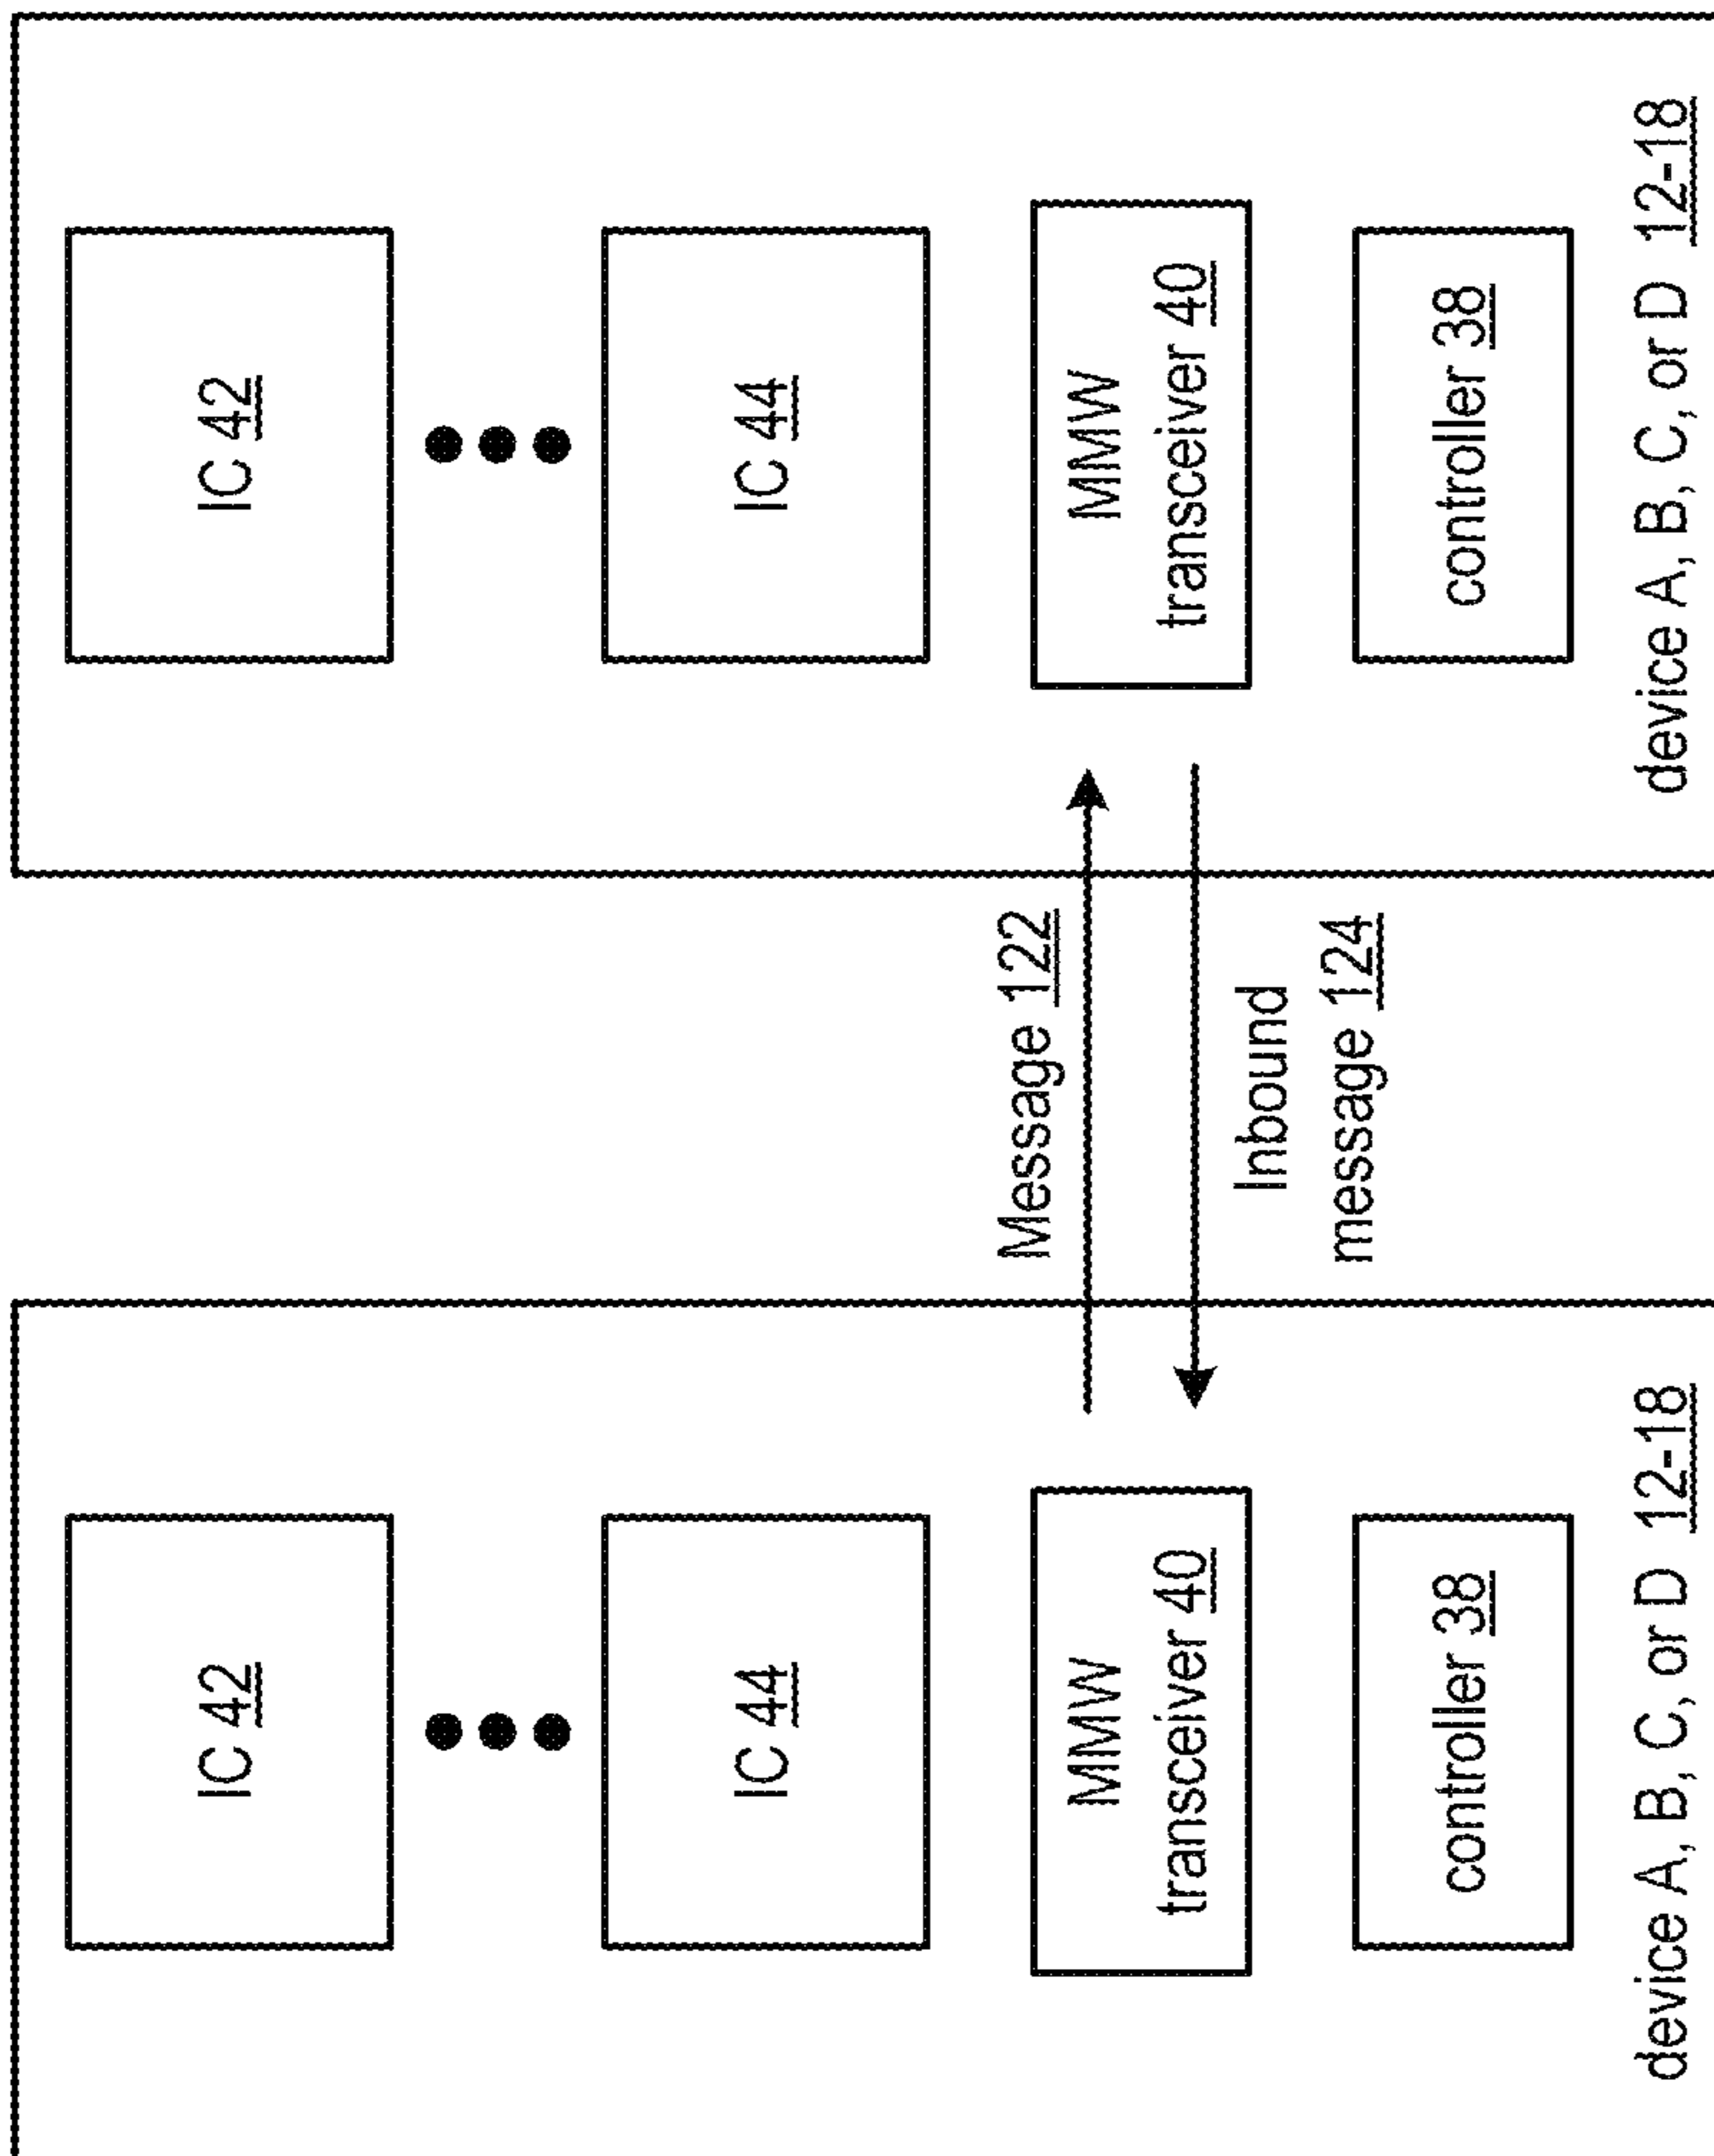 IC 42
IC 44
MMW
transceiver 40
controller 38
device A, B, C, or D 12-18
Message 122
Inbound
message 124
IC 42
IC 44
MMW
transceiver 40
controller 38
device A, B, C, or D 12-18